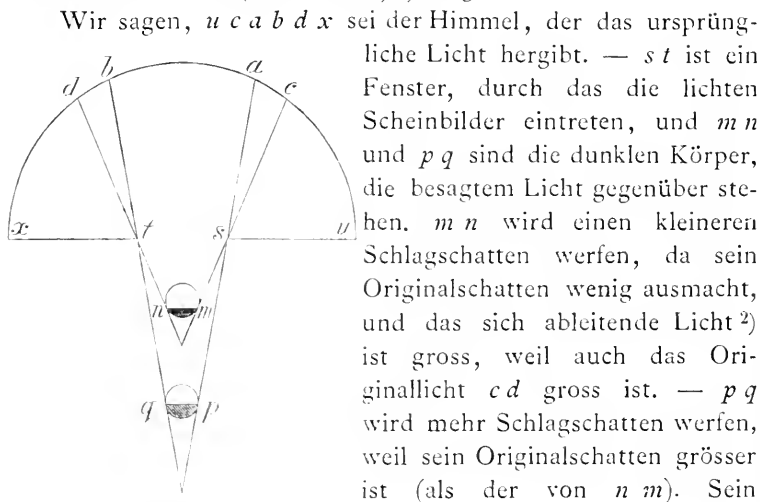 Wir sagen, u c a b d x sei der Himmel, der das ursprüng-
liche Licht hergibt. — s t ist ein
Fenster, durch das die lichten
Scheinbilder eintreten, und m n
und p q sind die dunklen Körper,
die besagtem Licht gegenüber ste-
hen. m n wird einen kleineren
Schlagschatten werfen, da sein
Originalschatten wenig ausmacht,
und das sich ableitende Licht 2)
ist gross, weil auch das Ori-
ginallicht c d gross ist. — p q
wird mehr Schlagschatten werfen,
weil sein Originalschatten grösser
ist (als der von n m). Sein
d b a c
x t s u
n m
q p